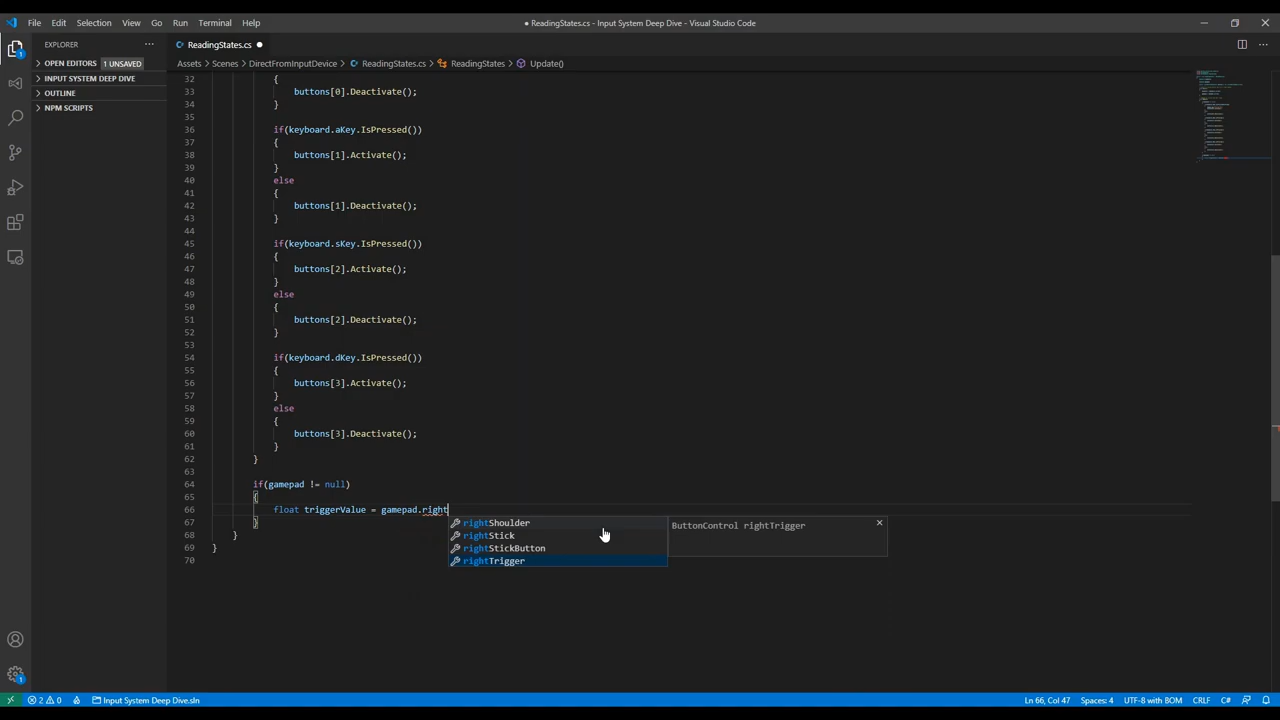 File Edit Selection View Go Run Terminal Help
● ReadingStates.cs - Input System Deep Dive - Visual Studio Code
EXPLORER
ReadingStates.cs
OPEN EDITORS 1 UNSAVED
INPUT SYSTEM DEEP DIVE
OUTLINE
NPM SCRIPTS
Assets > Scenes > DirectFromInputDevice > ReadingStates.cs > ReadingStates > Update()
32 {
33 buttons[0].Deactivate();
34 }
35
36 if(keyboard.aKey.IsPressed())
37 {
38 buttons[1].Activate();
39 }
40 else
41 {
42 buttons[1].Deactivate();
43 }
44
45 if(keyboard.sKey.IsPressed())
46 {
47 buttons[2].Activate();
48 }
49 else
50 {
51 buttons[2].Deactivate();
52 }
53
54 if(keyboard.dKey.IsPressed())
55 {
56 buttons[3].Activate();
57 }
58 else
59 {
60 buttons[3].Deactivate();
61 }
62 }
63
64 if(gamepad != null)
65 {
66 float triggerValue = gamepad.right
67 }
68 }
69 }
70
rightShoulder
rightStick
rightStickButton
rightTrigger
ButtonControl rightTrigger
1
1
2 0 Input System Deep Dive.sln
Ln 66, Col 47 Spaces: 4 UTF-8 with BOM CRLF C#